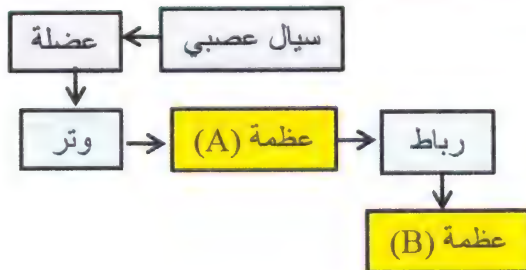 سيال عصبي
عضلة
وتر
عظمة (A)
رباط
عظمة (B)